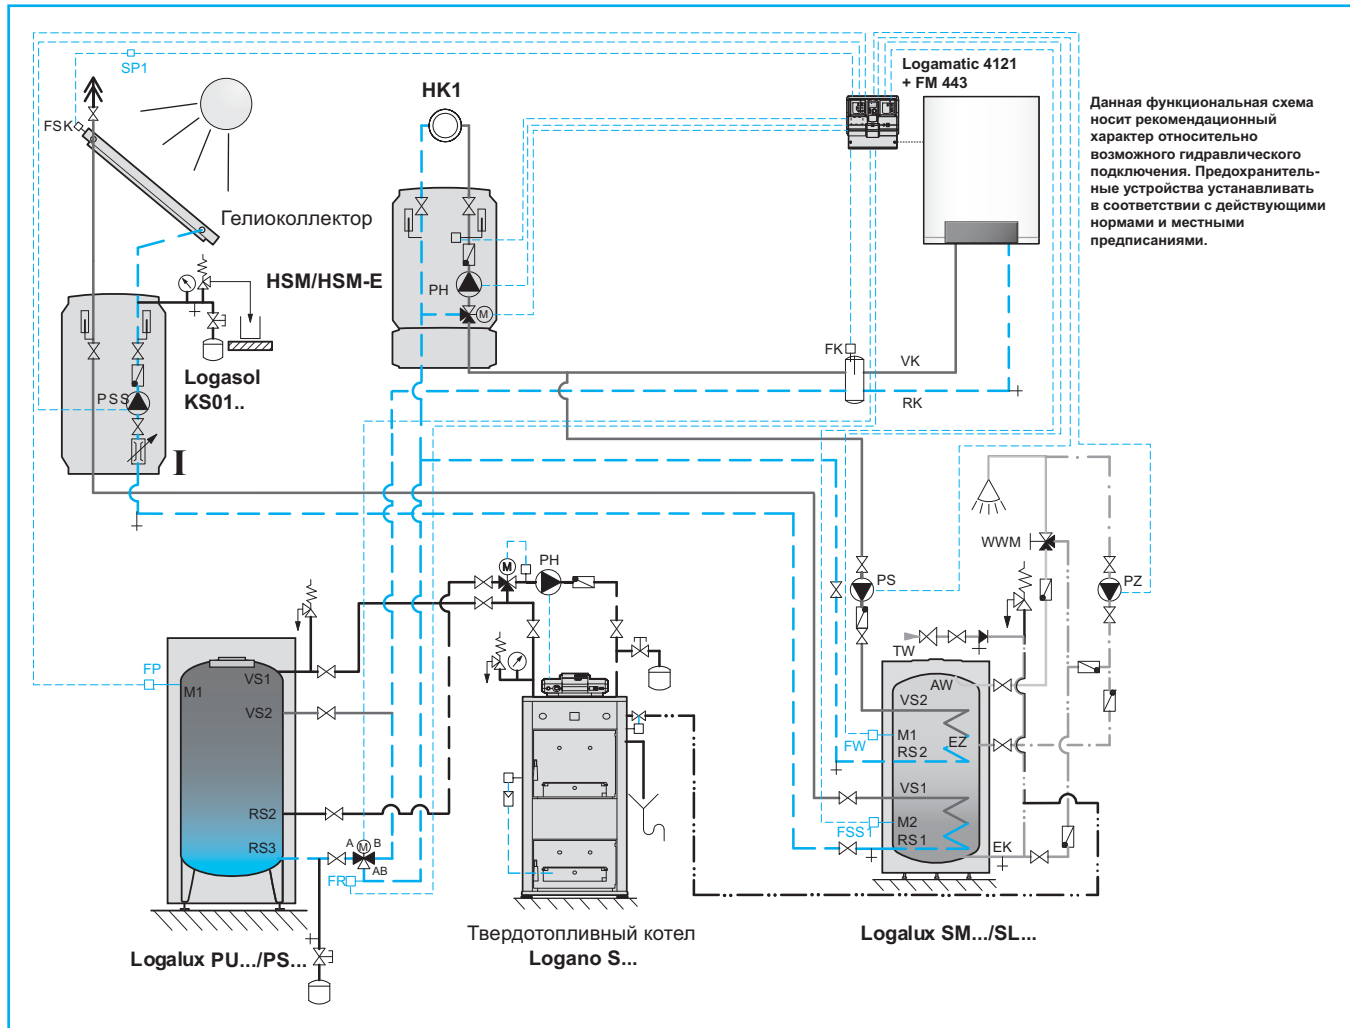 SP1
FSK
Гелиоколлектор
HK1
Logamatic 4121
+ FM 443
Данная функциональная схема
носит рекомендационный
характер относительно
возможного гидравлического
подключения. Предохранитель-
ные устройства устанавливать
в соответствии с действующими
нормами и местными
предписаниями.
HSM/HSM-E
PH
M
Logasol
KS01..
PSS
I
FK
VK
RK
WWM
PS
PZ
M
PH
TW
FP
M1
VS1
VS2
RS2
RS3
A
M
B
AB
FR
AW
VS2
M1
EZ
FW
RS2
VS1
M2
FSS1
RS1
EK
Logalux PU.../PS...
Твердотопливный котел
Logano S...
Logalux SM.../SL...